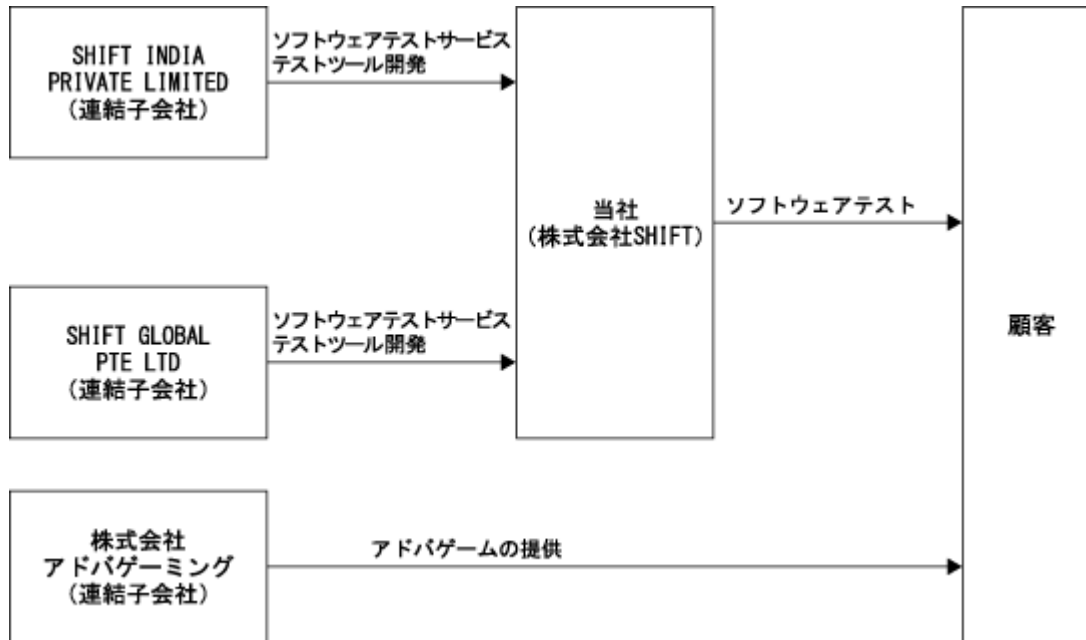 SHIFT INDIA
PRIVATE LIMITED
(連結子会社)
ソフトウェアテストサービス
テストツール開発
当社
(株式会社SHIFT)
ソフトウェアテスト
SHIFT GLOBAL
PTE LTD
(連結子会社)
ソフトウェアテストサービス
テストツール開発
顧客
株式会社
アドバゲーミング
(連結子会社)
アドバゲームの提供